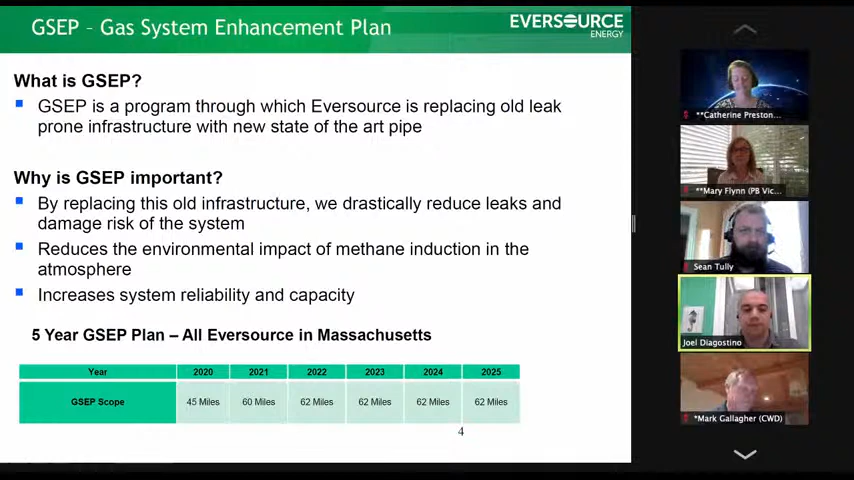 GSEP – Gas System Enhancement Plan
EVERSOURCE
ENERGY
What is GSEP?
GSEP is a program through which Eversource is replacing old leak
prone infrastructure with new state of the art pipe
Why is GSEP important?
By replacing this old infrastructure, we drastically reduce leaks and
damage risk of the system
Reduces the environmental impact of methane induction in the
atmosphere
Increases system reliability and capacity
5 Year GSEP Plan – All Eversource in Massachusetts
Year 2020 2021 2022 2023 2024 2025
GSEP Scope 45 Miles 60 Miles 62 Miles 62 Miles 62 Miles 62 Miles
4
**Catherine Preston...
**Mary Flynn (PB Vic...
Sean Tully
Joel Diagostino
*Mark Gallagher (CWD)